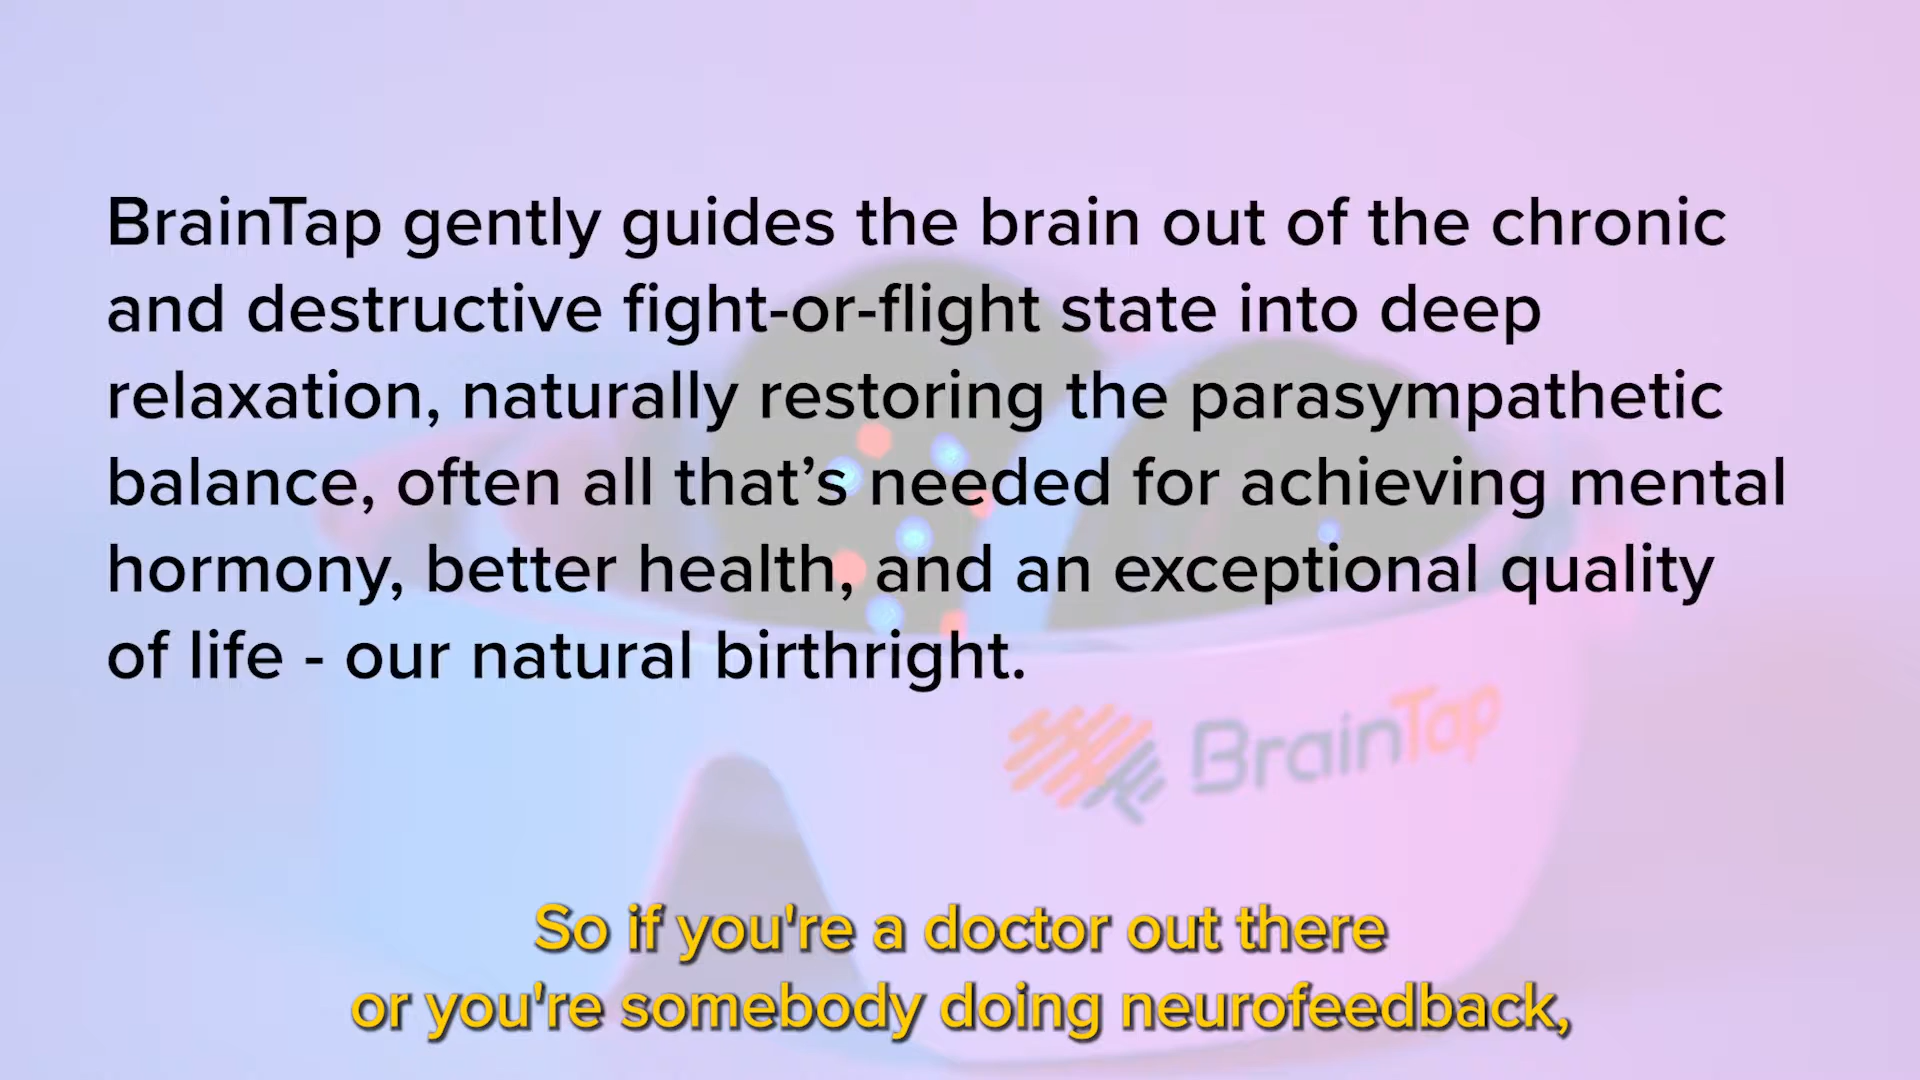 BrainTap gently guides the brain out of the chronic
and destructive fight-or-flight state into deep
relaxation, naturally restoring the parasympathetic
balance, often all that’s needed for achieving mental
hormony, better health, and an exceptional quality
of life - our natural birthright.
BrainTap
So if you're a doctor out there
or you're somebody doing neurofeedback,